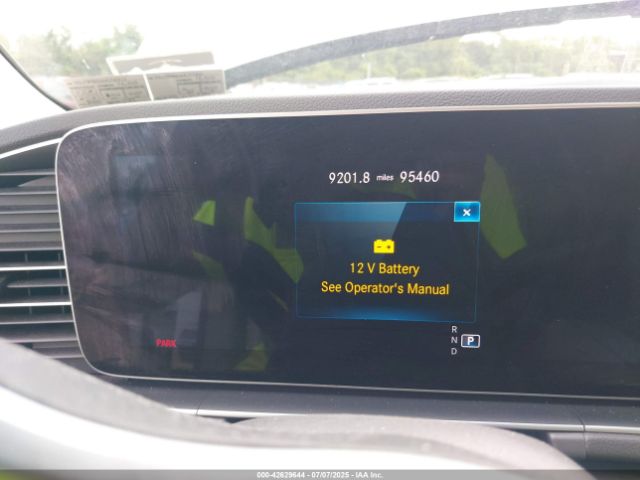 9201.8 miles 95460
×
12 V Battery
See Operator's Manual
R
N P
D
PARK
000-42629644 | 07/07/2025 | IAA Inc.